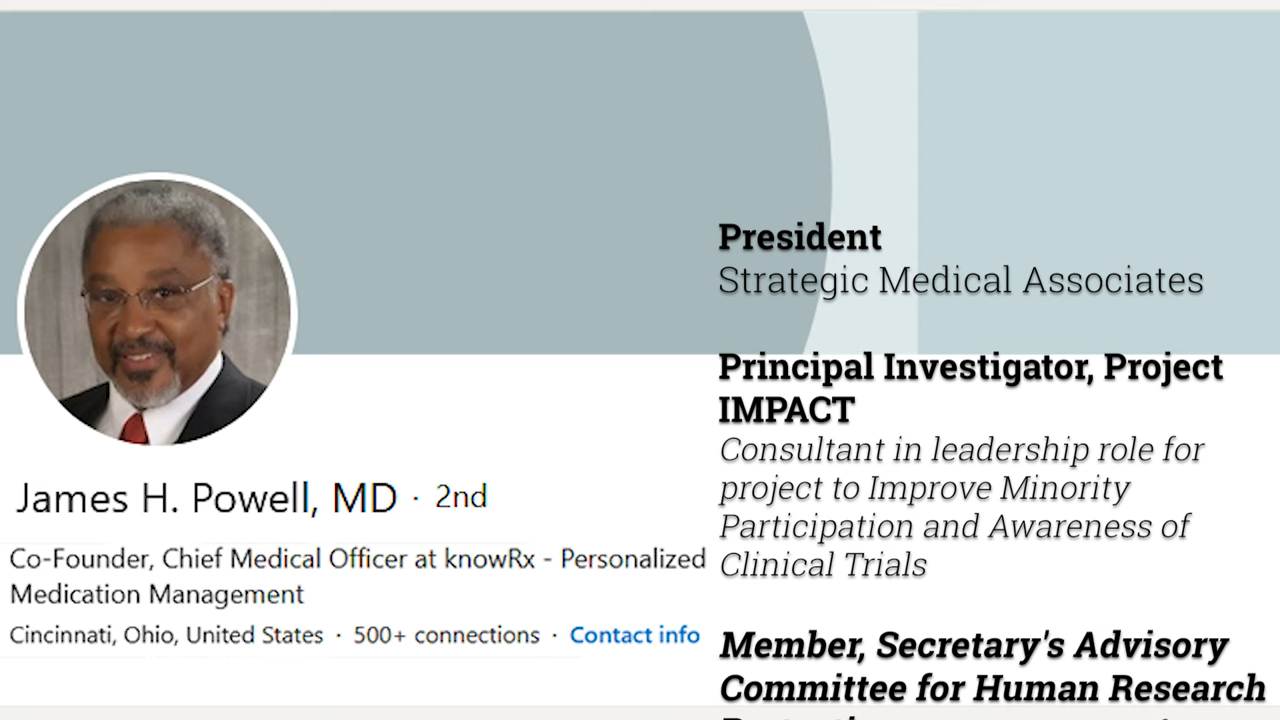 James H. Powell, MD · 2nd
Co-Founder, Chief Medical Officer at knowRx - Personalized
Medication Management
Cincinnati, Ohio, United States · 500+ connections · Contact info
President
Strategic Medical Associates
Principal Investigator, Project
IMPACT
Consultant in leadership role for
project to Improve Minority
Participation and Awareness of
Clinical Trials
Member, Secretary's Advisory
Committee for Human Research